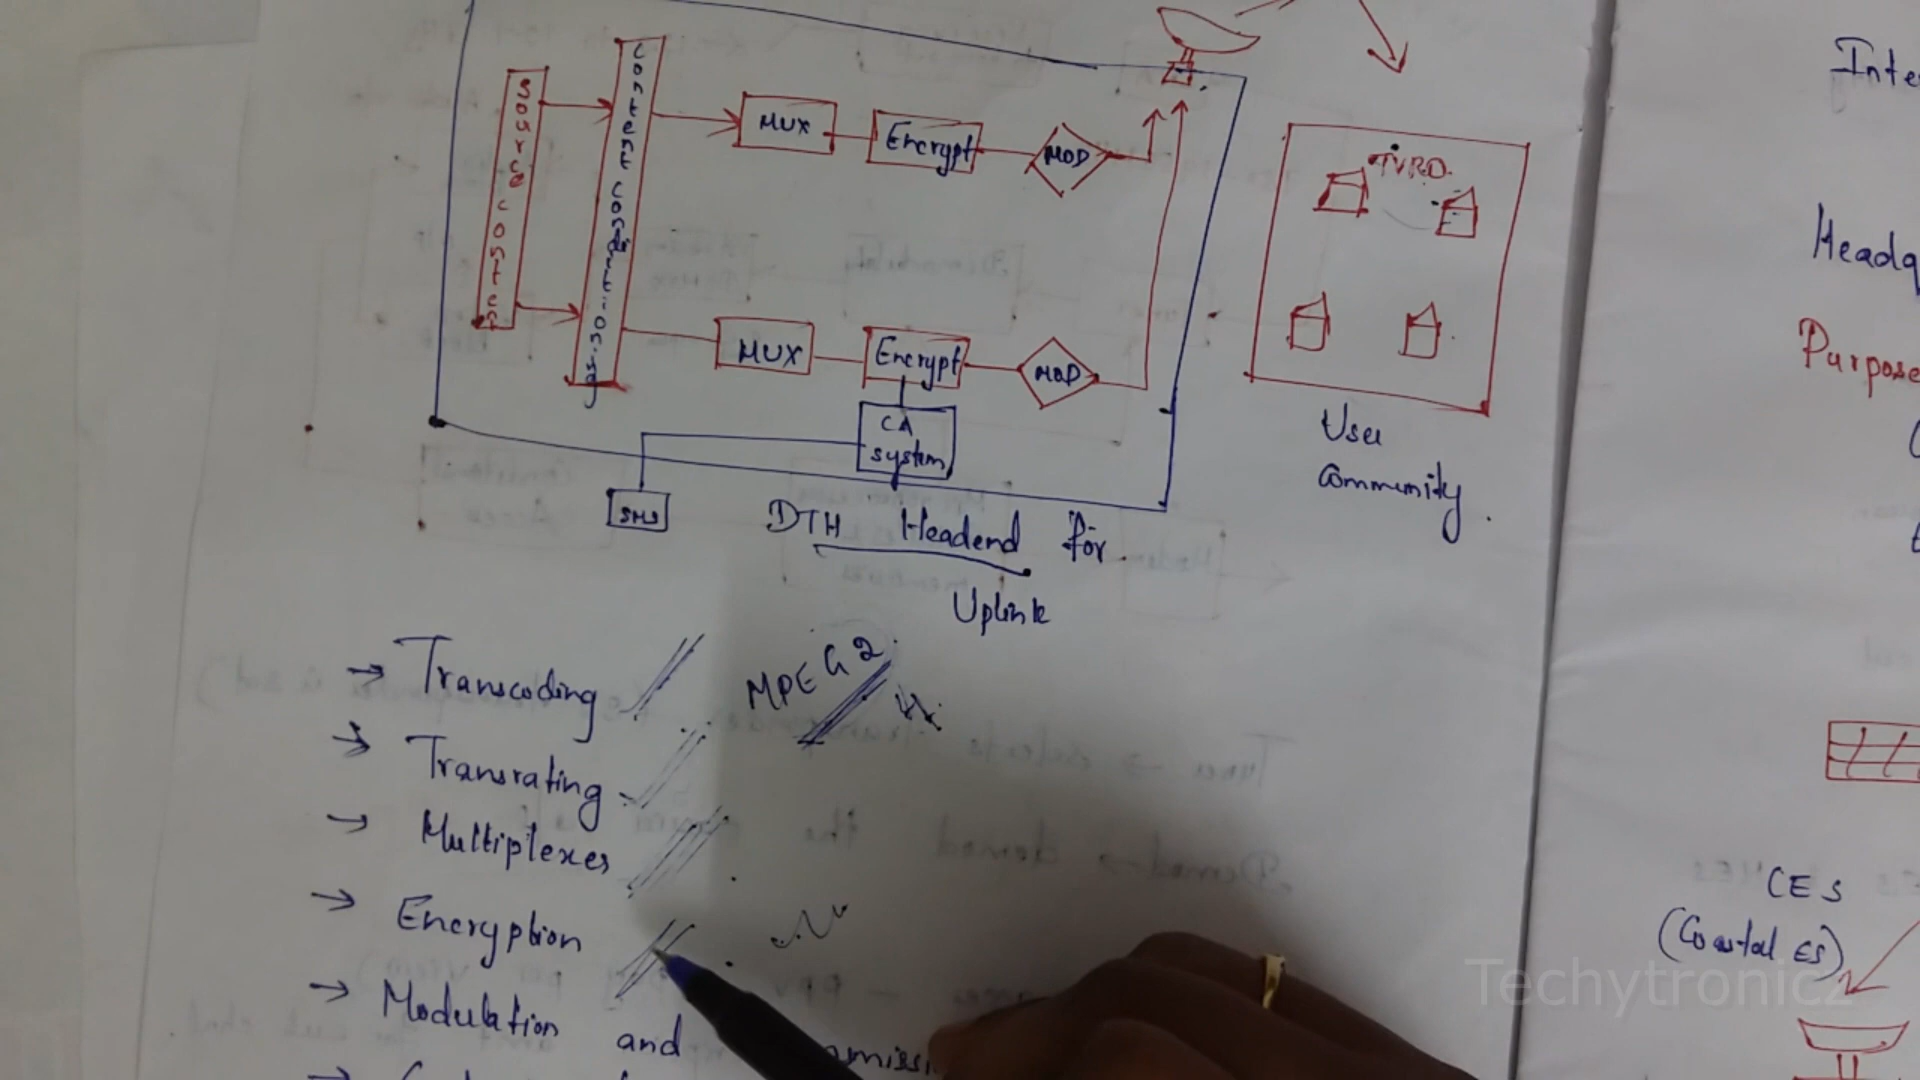 Source Content
Content Conditioning
MUX
Encrypt
MOD
MUX
Encrypt
MOD
CA
system
SMS
DTH Headend for
Uplink
TVRO
User
Community.
→ Transcoding
MPEG 2
→ Transrating
→ Multiplexer
→ Encryption
→ Modulation and
Inte
Headq
Purpose
CES
(Coastal ES)
Techytronicz